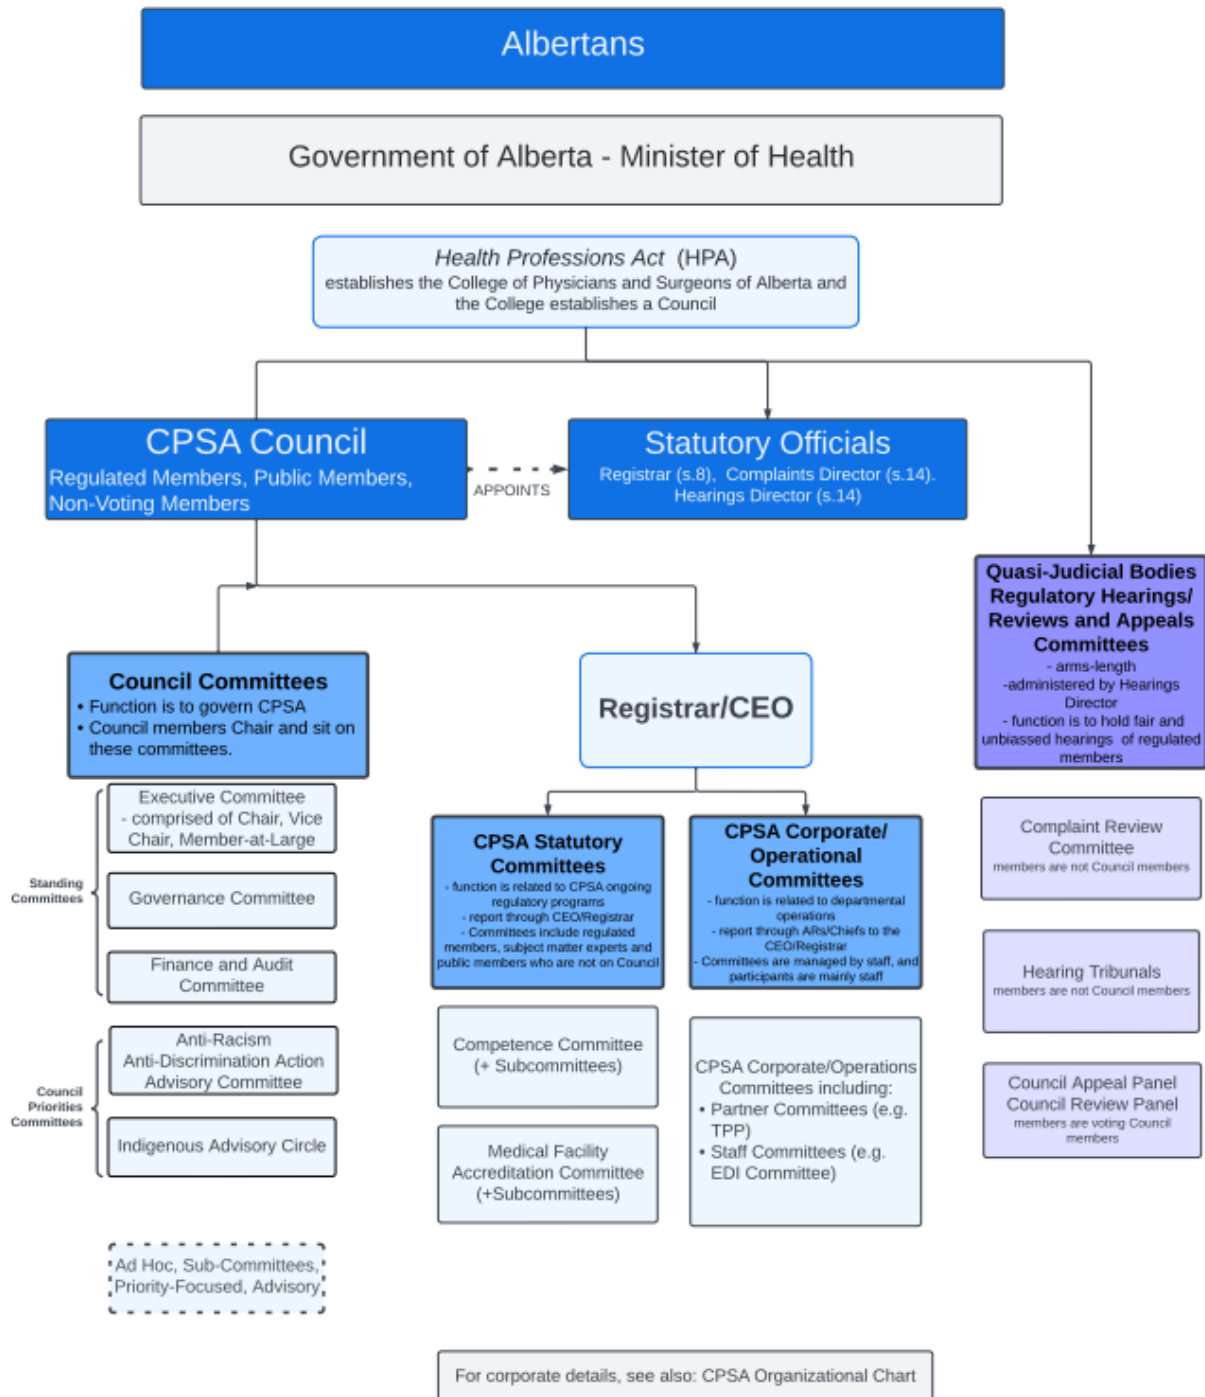 Albertans
Government of Alberta - Minister of Health
Health Professions Act (HPA)
establishes the College of Physicians and Surgeons of Alberta and
the College establishes a Council
CPSA Council
Regulated Members, Public Members,
Non-Voting Members
APPOINTS
Statutory Officials
Registrar (s.8), Complaints Director (s.14).
Hearings Director (s.14)
Quasi-Judicial Bodies
Regulatory Hearings/
Reviews and Appeals
Committees
- arms-length
-administered by Hearings
Director
- function is to hold fair and
unbiassed hearings of regulated
members
Council Committees
• Function is to govern CPSA
• Council members Chair and sit on
these committees.
Registrar/CEO
Standing
Committees
Executive Committee
- comprised of Chair, Vice
Chair, Member-at-Large
Governance Committee
Finance and Audit
Committee
Council
Priorities
Committees
Anti-Racism
Anti-Discrimination Action
Advisory Committee
Indigenous Advisory Circle
Ad Hoc, Sub-Committees,
Priority-Focused, Advisory
CPSA Statutory
Committees
- function is related to CPSA ongoing
regulatory programs
- report through CEO/Registrar
- Committees include regulated
members, subject matter experts and
public members who are not on Council
Competence Committee
(+ Subcommittees)
Medical Facility
Accreditation Committee
(+Subcommittees)
CPSA Corporate/
Operational
Committees
- function is related to departmental
operations
- report through ARs/Chiefs to the
CEO/Registrar
- Committees are managed by staff, and
participants are mainly staff
CPSA Corporate/Operations
Committees including:
• Partner Committees (e.g.
TPP)
• Staff Committees (e.g.
EDI Committee)
Complaint Review
Committee
members are not Council members
Hearing Tribunals
members are not Council members
Council Appeal Panel
Council Review Panel
members are voting Council
members
For corporate details, see also: CPSA Organizational Chart